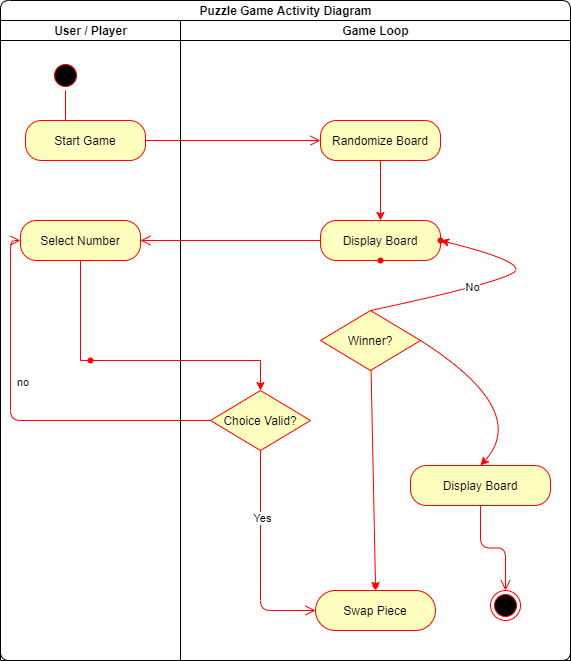 Puzzle Game Activity Diagram
User / Player
Game Loop
Start Game
Randomize Board
Select Number
Display Board
No
Winner?
no
Choice Valid?
Display Board
Yes
Swap Piece